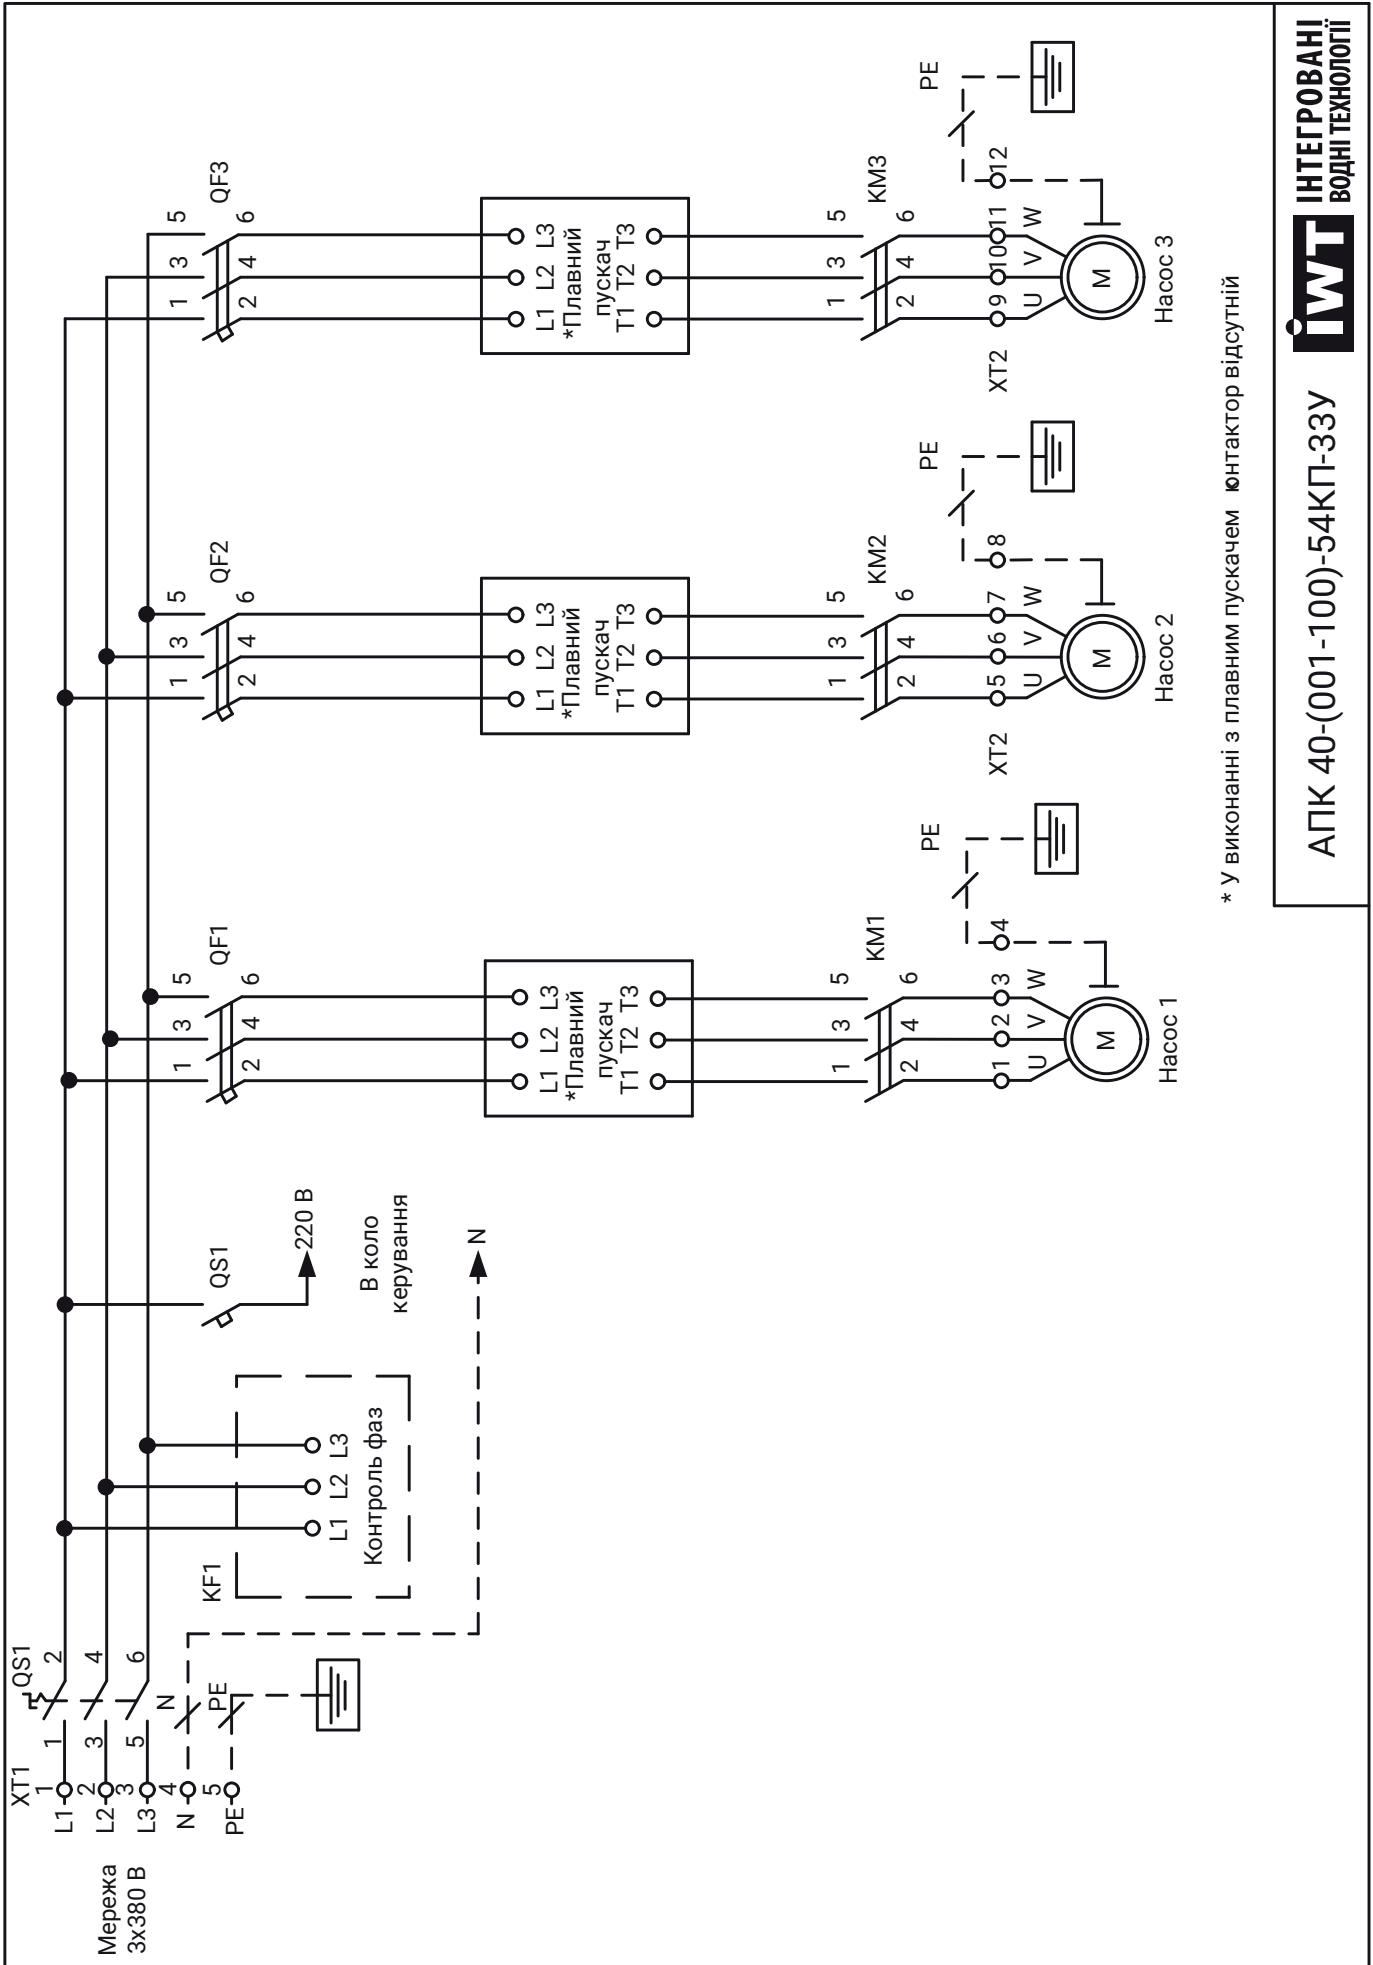 Мережа
3x380 В
XT1
1
L1
2
L2
3
L3
4
N
5
PE
QS1
1
2
3
4
5
6
N
PE
KF1
L1
L2
L3
Контроль фаз
QS1
220 В
В коло
керування
N
QF1
1
3
5
2
4
6
L1
L2
L3
*Плавний
пускач
T1
T2
T3
KM1
1
3
5
2
4
6
1
2
3
4
U
V
W
PE
M
Насос 1
QF2
1
3
5
2
4
6
L1
L2
L3
*Плавний
пускач
T1
T2
T3
KM2
1
3
5
2
4
6
XT2
5
6
7
8
U
V
W
PE
M
Насос 2
QF3
1
3
5
2
4
6
L1
L2
L3
*Плавний
пускач
T1
T2
T3
KM3
1
3
5
2
4
6
XT2
9
10
11
12
U
V
W
PE
M
Насос 3
* У виконанні з плавним пускачем контактор відсутній
АПК 40-(001-100)-54КП-33У
iWT
ІНТЕГРОВАНІ
ВОДНІ ТЕХНОЛОГІЇ